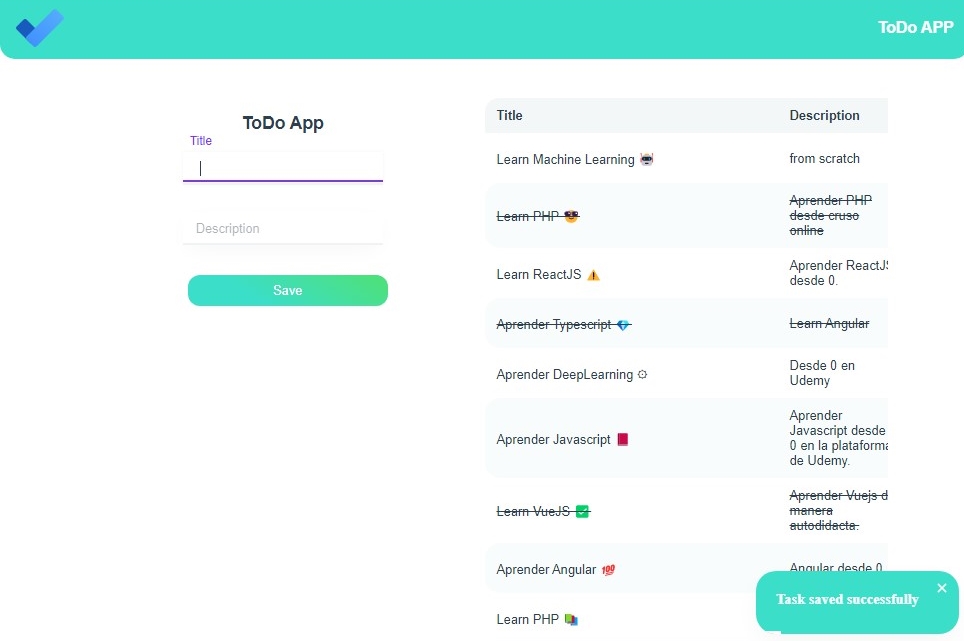 ToDo APP
ToDo App
Title
Description
Save
Title Description
Learn Machine Learning 🤖 from scratch
Learn PHP 😎 Aprender PHP
desde cruso
online
Learn ReactJS ⚠️ Aprender ReactJS
desde 0.
Aprender Typescript 💎 Learn Angular
Aprender DeepLearning ⚙ Desde 0 en
Udemy
Aprender Javascript 📕 Aprender
Javascript desde
0 en la plataforma
de Udemy.
Learn VueJS ✅ Aprender Vuejs d
manera
autodidacta.
Aprender Angular 💯 Angular desde 0
Learn PHP 📚
Task saved successfully